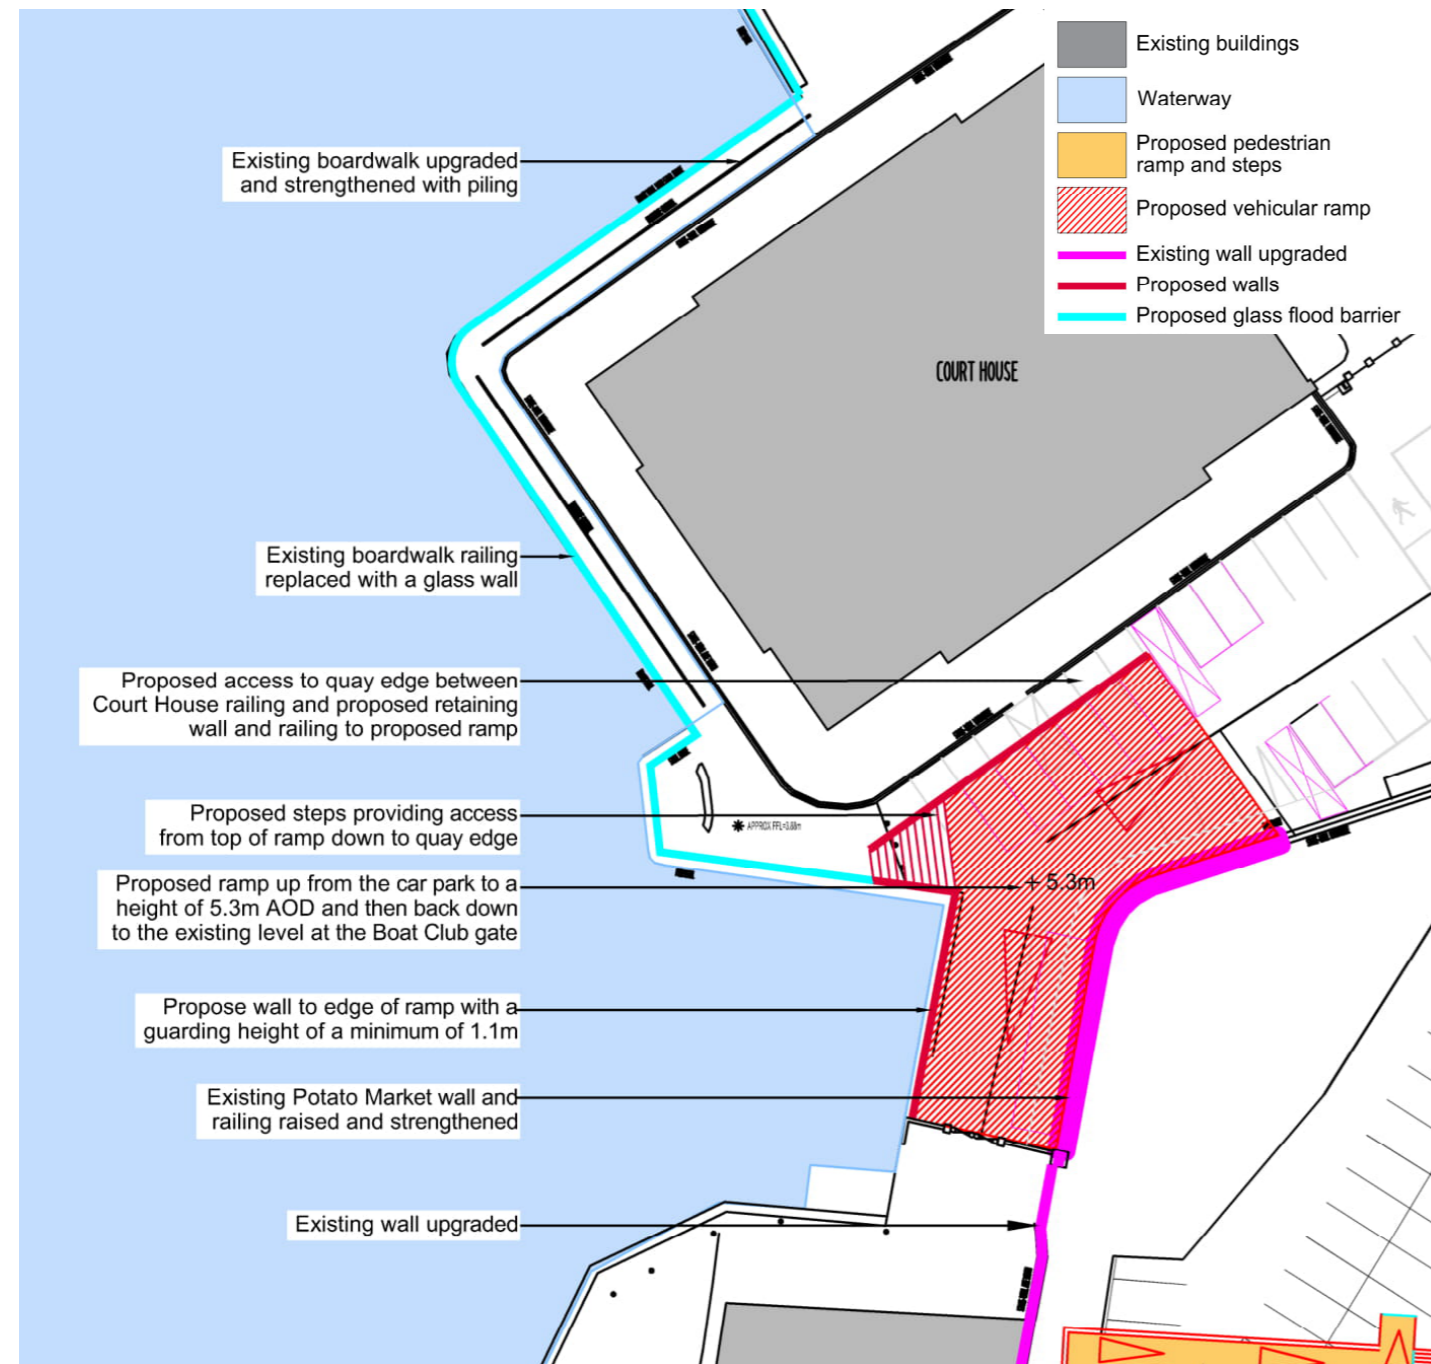 Existing buildings
Waterway
Proposed pedestrian
ramp and steps
Proposed vehicular ramp
Existing wall upgraded
Proposed walls
Proposed glass flood barrier
Existing boardwalk upgraded
and strengthened with piling
COURT HOUSE
Existing boardwalk railing
replaced with a glass wall
Proposed access to quay edge between
Court House railing and proposed retaining
wall and railing to proposed ramp
Proposed steps providing access
from top of ramp down to quay edge
APPROX FFL=3.68m
Proposed ramp up from the car park to a
height of 5.3m AOD and then back down
to the existing level at the Boat Club gate
+ 5.3m
Propose wall to edge of ramp with a
guarding height of a minimum of 1.1m
Existing Potato Market wall and
railing raised and strengthened
Existing wall upgraded